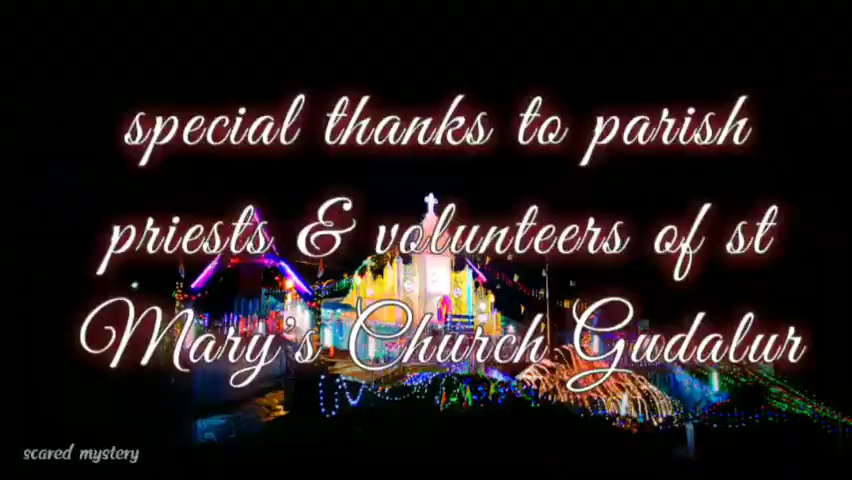 special thanks to parish
priests & volunteers of st
Mary's Church Gudalur
scared mystery